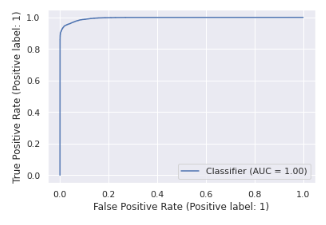 True Positive Rate (Positive label: 1)
1.0
0.8
0.6
0.4
0.2
0.0
Classifier (AUC = 1.00)
0.0 0.2 0.4 0.6 0.8 1.0
False Positive Rate (Positive label: 1)